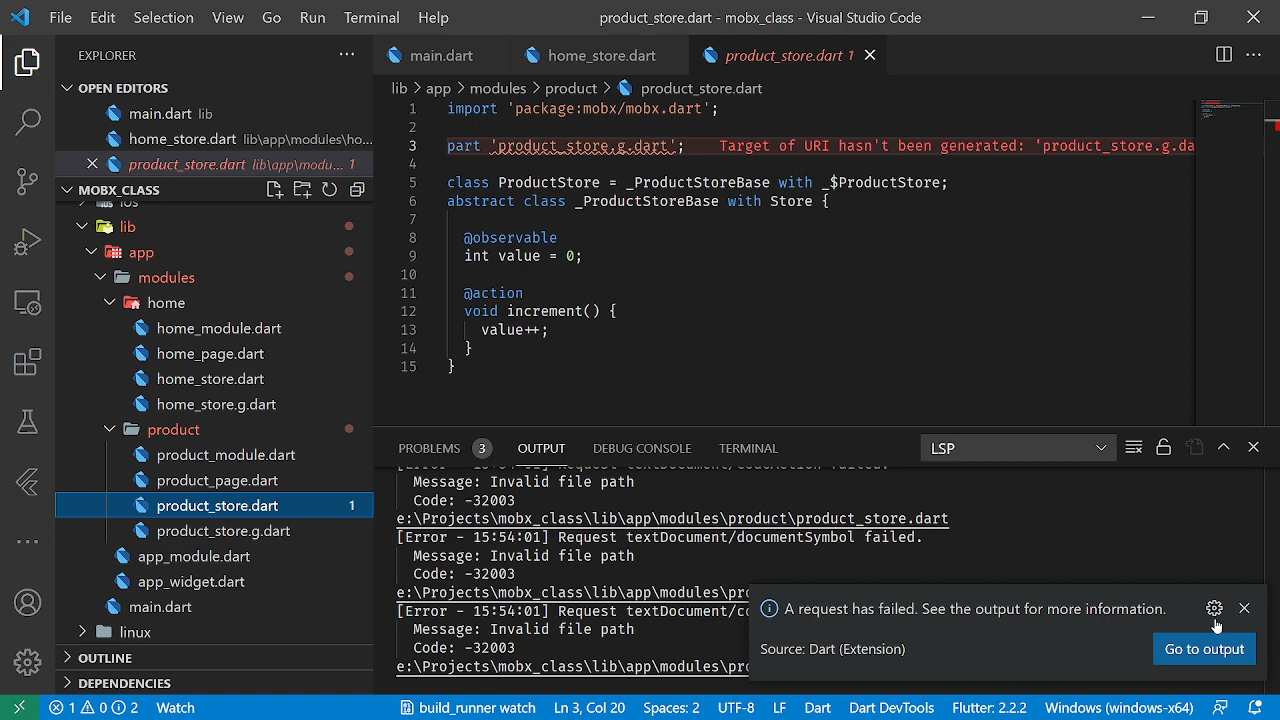 File Edit Selection View Go Run Terminal Help
product_store.dart - mobx_class - Visual Studio Code
EXPLORER
OPEN EDITORS
main.dart lib
home_store.dart lib\app\modules\ho...
product_store.dart lib\app\modu... 1
MOBX_CLASS
ios
lib
app
modules
home
home_module.dart
home_page.dart
home_store.dart
home_store.g.dart
product
product_module.dart
product_page.dart
product_store.dart 1
product_store.g.dart
app_module.dart
app_widget.dart
main.dart
linux
OUTLINE
DEPENDENCIES
main.dart home_store.dart product_store.dart 1
lib > app > modules > product > product_store.dart
1 import 'package:mobx/mobx.dart';
2
3 part 'product_store.g.dart'; Target of URI hasn't been generated: 'product_store.g.da
4
5 class ProductStore = _ProductStoreBase with _$ProductStore;
6 abstract class _ProductStoreBase with Store {
7
8 @observable
9 int value = 0;
10
11 @action
12 void increment() {
13 value++;
14 }
15 }
PROBLEMS 3 OUTPUT DEBUG CONSOLE TERMINAL LSP
[Error - 15:54:01] Request textDocument/codeAction failed.
Message: Invalid file path
Code: -32003
e:\Projects\mobx_class\lib\app\modules\product\product_store.dart
[Error - 15:54:01] Request textDocument/documentSymbol failed.
Message: Invalid file path
Code: -32003
e:\Projects\mobx_class\lib\app\modules\pro
[Error - 15:54:01] Request textDocument/co
Message: Invalid file path
Code: -32003
e:\Projects\mobx_class\lib\app\modules\pro
A request has failed. See the output for more information.
Source: Dart (Extension)
Go to output
1 0 2 Watch build_runner watch Ln 3, Col 20 Spaces: 2 UTF-8 LF Dart Dart DevTools Flutter: 2.2.2 Windows (windows-x64)